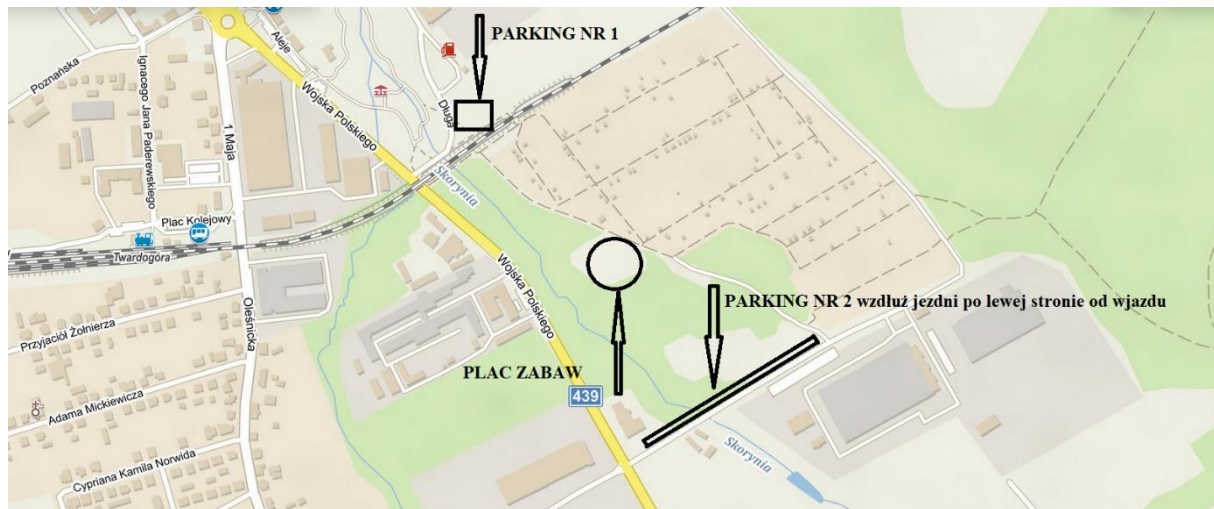 PARKING NR 1
Aleje
Poznańska
Ignacego Jana Paderewskiego
1 Maja
Wojska Polskiego
Długa
Skorynia
Plac Kolejowy
Twardogóra
Wojska Polskiego
PARKING NR 2 wzdłuż jezdni po lewej stronie od wjazdu
Oleśnicka
Przyjaciół Żołnierza
PLAC ZABAW
439
Adama Mickiewicza
Skorynia
Cypriana Kamila Norwida